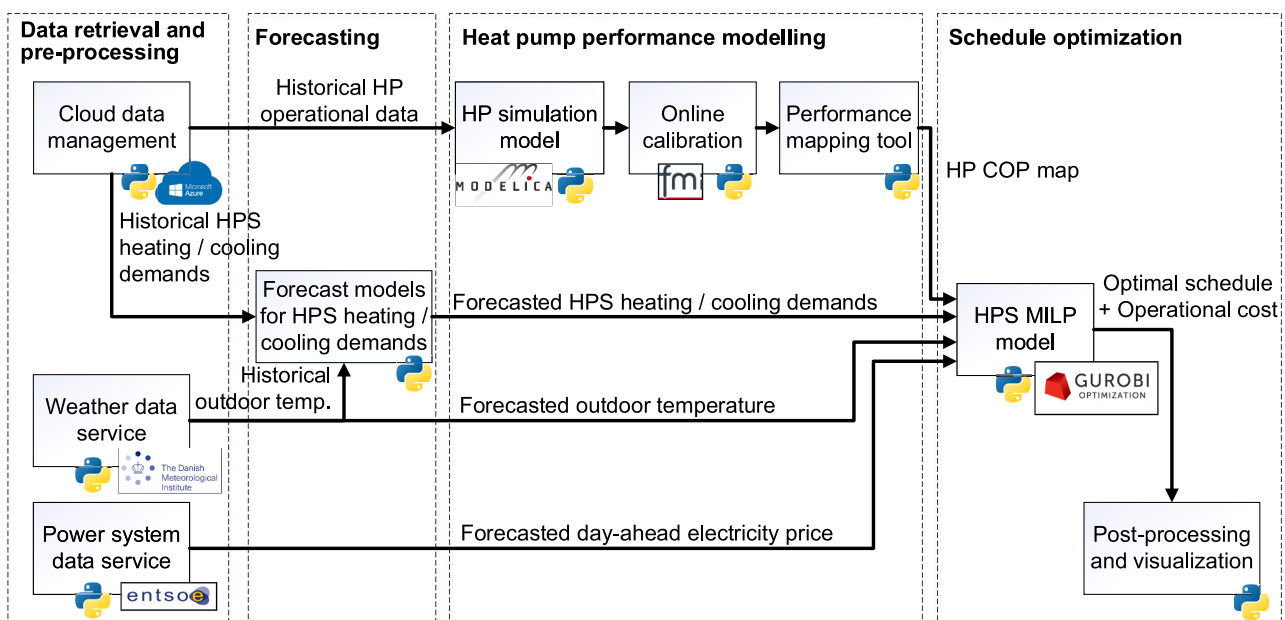 Data retrieval and
pre-processing
Forecasting
Heat pump performance modelling
Schedule optimization
Cloud data
management
Microsoft
Azure
Historical HP
operational data
HP simulation
model
MODELICA
Online
calibration
fmi
Performance
mapping tool
HP COP map
Historical HPS
heating / cooling
demands
Forecast models
for HPS heating /
cooling demands
Forecasted HPS heating / cooling demands
HPS MILP
model
GUROBI
OPTIMIZATION
Optimal schedule
+ Operational cost
Historical
outdoor temp.
Weather data
service
The Danish
Meteorological
Institute
Forecasted outdoor temperature
Power system
data service
entsoe
Forecasted day-ahead electricity price
Post-processing
and visualization